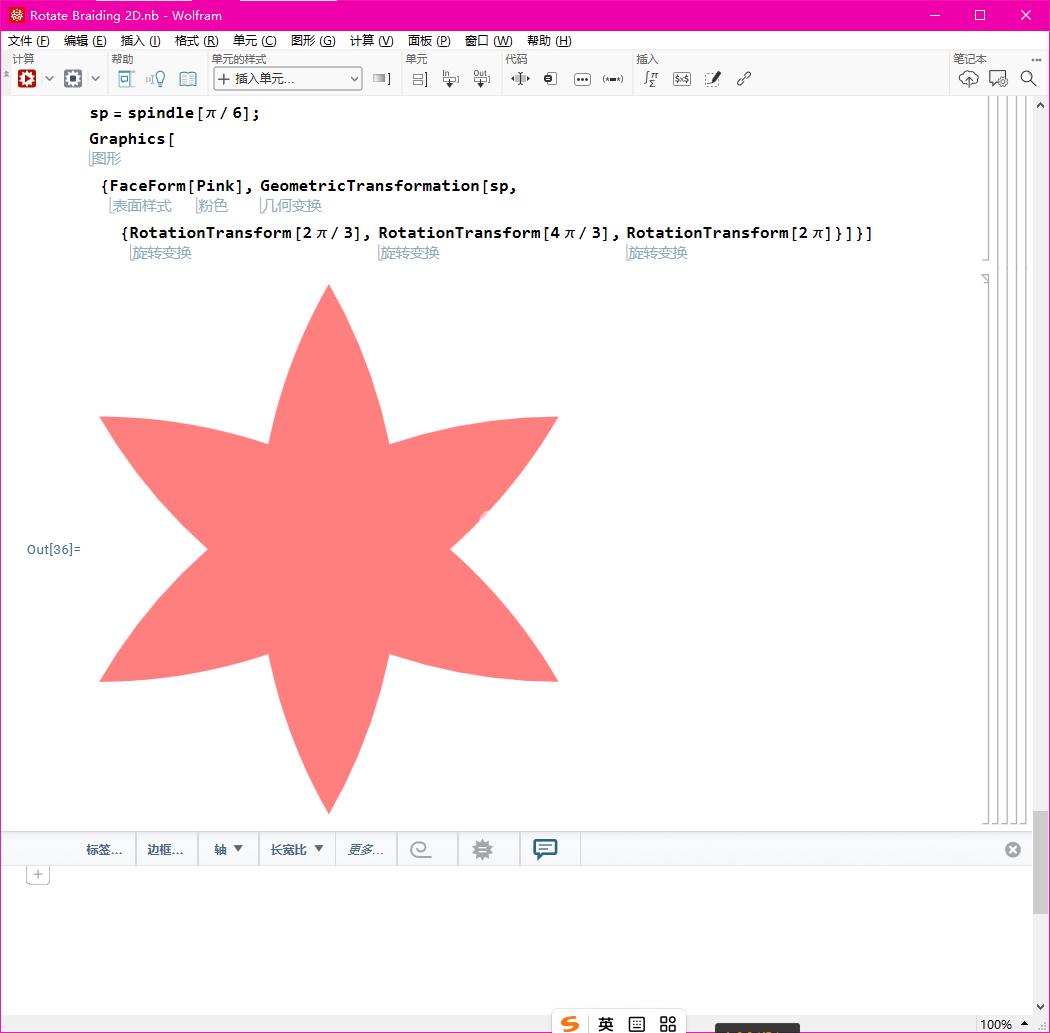 Rotate Braiding 2D.nb - Wolfram
文件 (F) 编辑 (E) 插入 (I) 格式 (R) 单元 (C) 图形 (G) 计算 (V) 面板 (P) 窗口 (W) 帮助 (H)
计算 帮助 单元的样式 单元 代码 插入 笔记本
插入单元...
sp = spindle[π / 6];
Graphics[
图形
{FaceForm[Pink], GeometricTransformation[sp,
表面样式 粉色 几何变换
{RotationTransform[2 π / 3], RotationTransform[4 π / 3], RotationTransform[2 π]}]}]
旋转变换 旋转变换 旋转变换
Out[36]=
标签... 边框... 轴 长宽比 更多...
英
100%